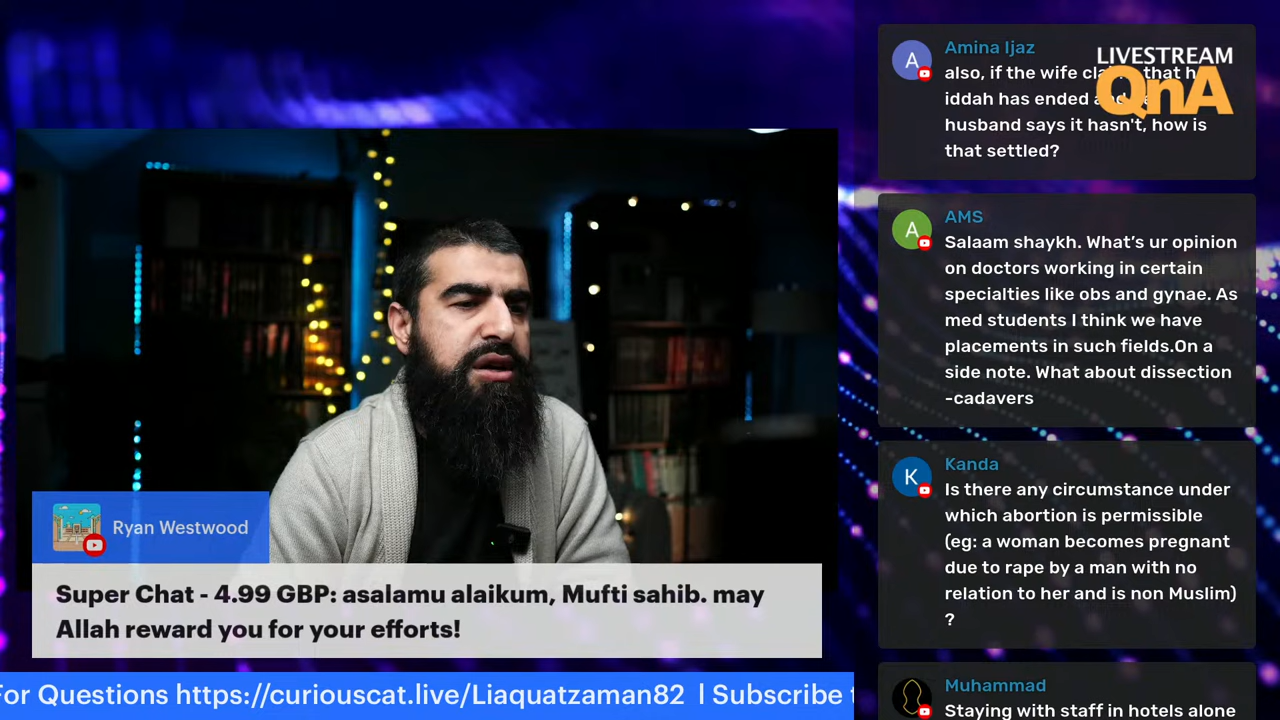 Amina Ijaz
also, if the wife that h
iddah has ended
husband says it hasn't, how is
that settled?
LIVESTREAM
QnA
A
A
AMS
Salaam shaykh. What's ur opinion
on doctors working in certain
specialties like obs and gynae. As
med students I think we have
placements in such fields.On a
side note. What about dissection
-cadavers
K
Kanda
Is there any circumstance under
which abortion is permissible
(eg: a woman becomes pregnant
due to rape by a man with no
relation to her and is non Muslim)
?
Muhammad
Staying with staff in hotels alone
Ryan Westwood
Super Chat - 4.99 GBP: asalamu alaikum, Mufti sahib. may
Allah reward you for your efforts!
For Questions https://curiouscat.live/Liaquatzaman82 | Subscribe